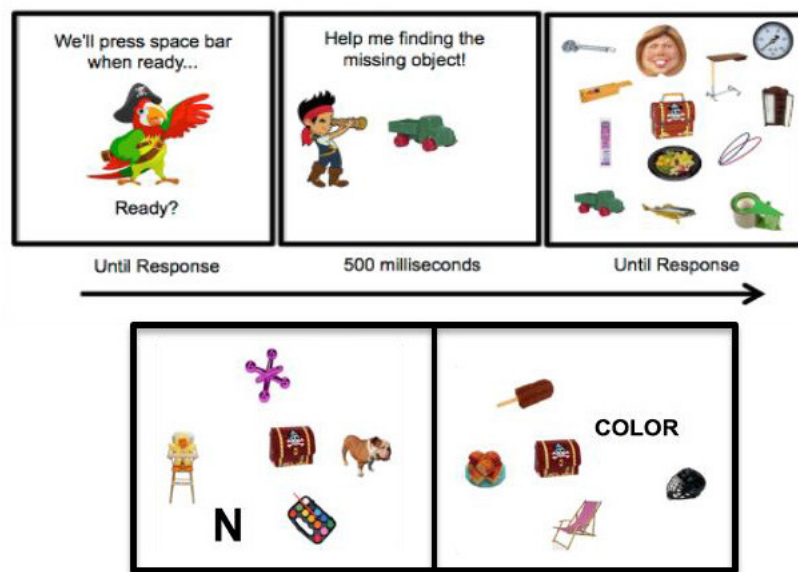 We'll press space bar
when ready...
Ready?
Help me finding the
missing object!
Until Response
500 milliseconds
Until Response
N
COLOR